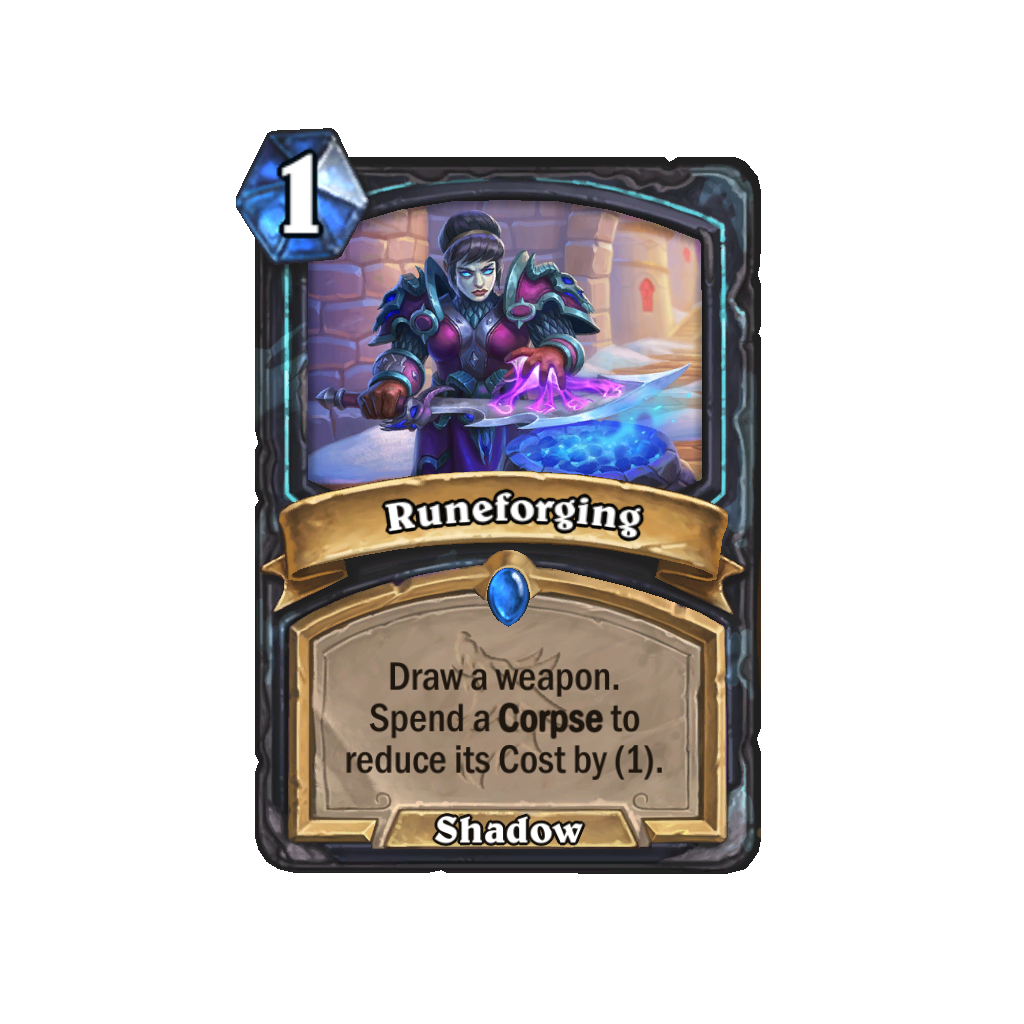 1
Runeforging
Draw a weapon.
Spend a Corpse to
reduce its Cost by (1).
Shadow